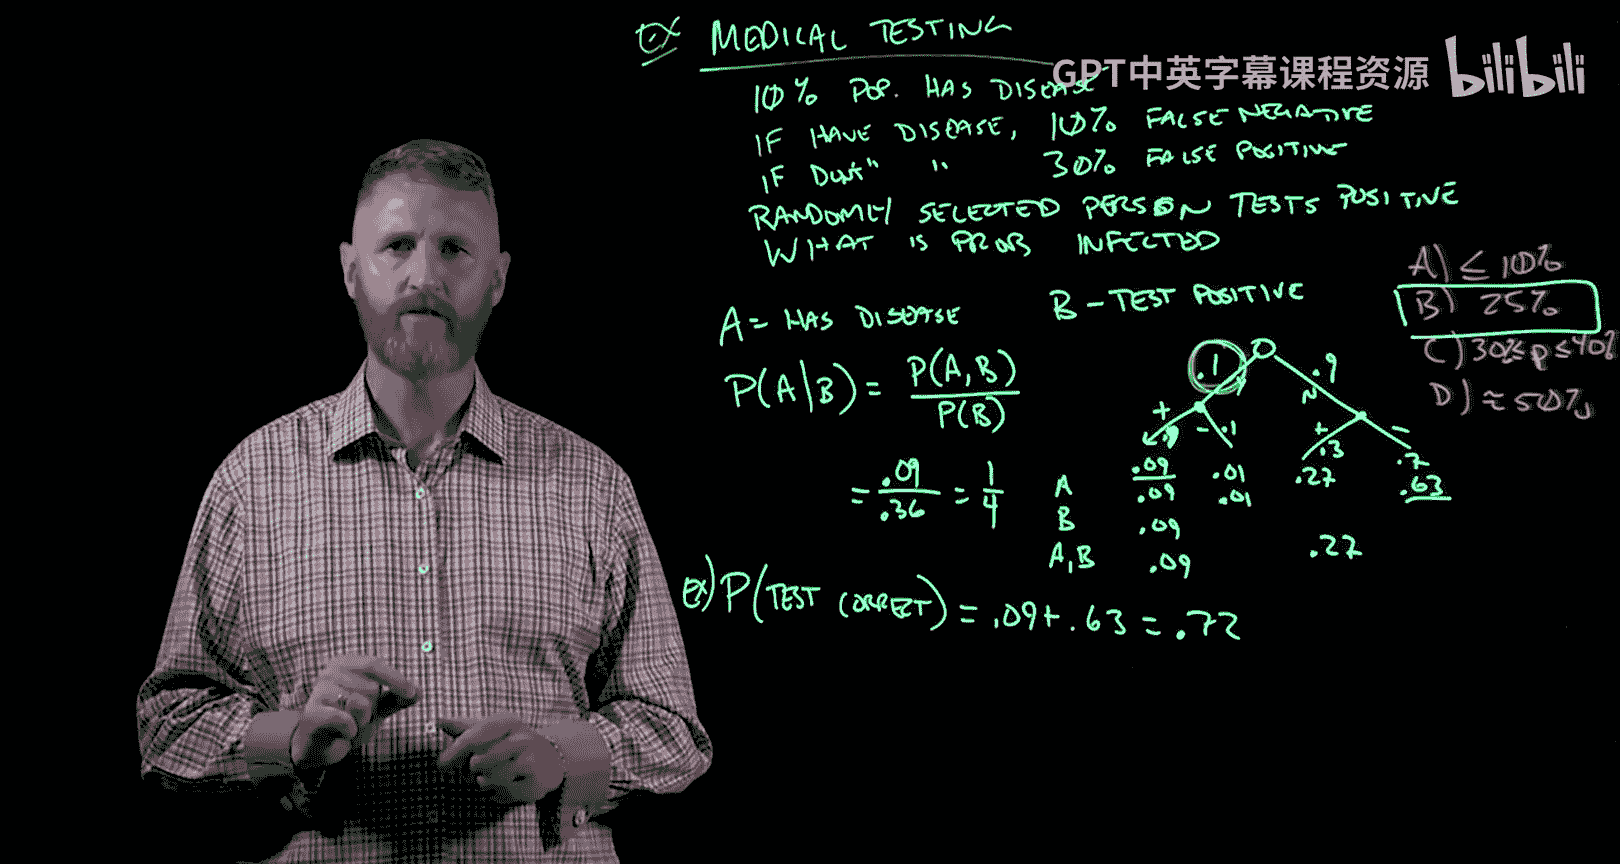 EX MEDICAL TESTING
GPT中英字幕课程资源 bilibili
10% POP. HAS DISEASE
IF HAVE DISEASE, 10% FALSE NEGATIVE
IF DON'T " " 30% FALSE POSITIVE
RANDOMLY SELECTED PERSON TESTS POSITIVE
WHAT IS PROB INFECTED
A) ≤ 10%
B) 25%
C) 30% ≤ P ≤ 40%
D) ≈ 50%
A = HAS DISEASE B - TEST POSITIVE
P(A|B) = P(A,B) / P(B)
= .09 / .36 = 1/4
.1 .9
Y N
+ .9 - .1 + .3 - .7
.09 .01 .27 .63
A .09 .01
B .09 .27
A,B .09
EX) P(TEST CORRECT) = .09 + .63 = .72